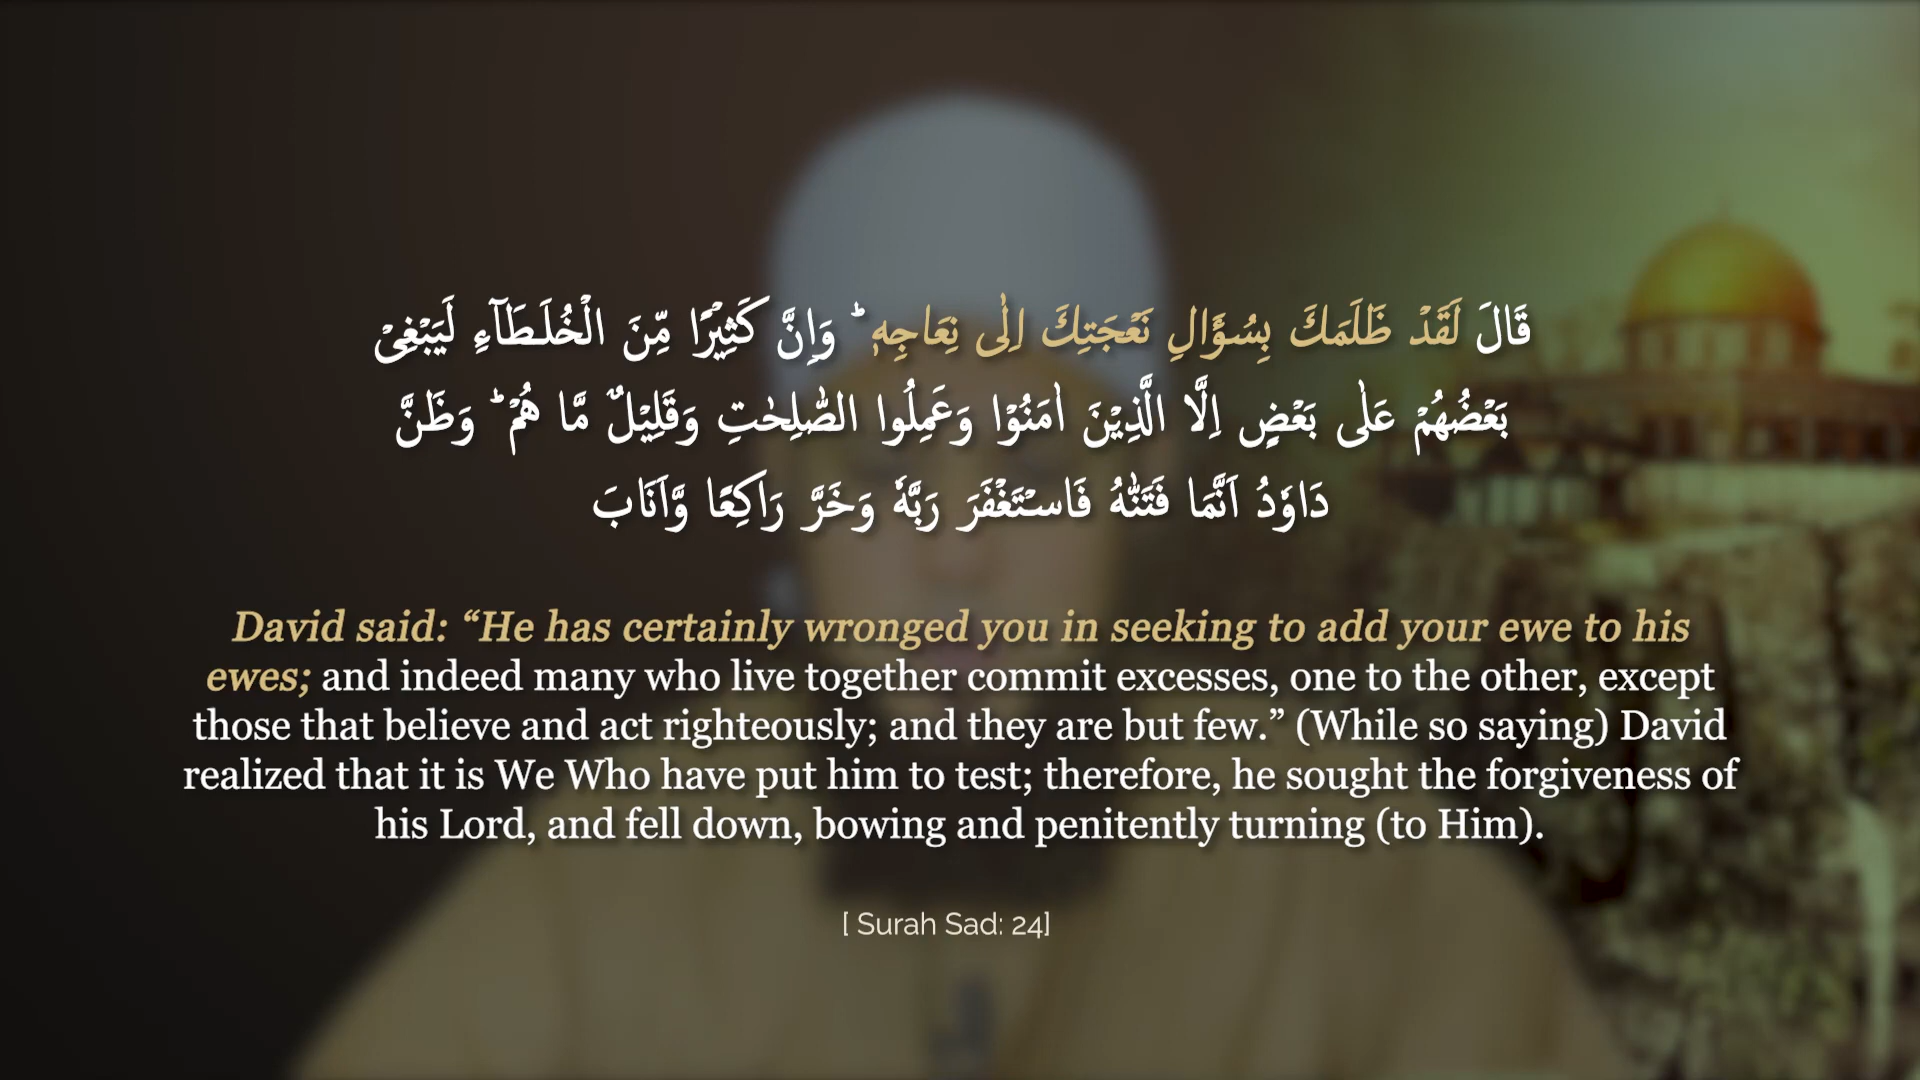 قَالَ لَقَدْ ظَلَمَكَ بِسُؤَالِ نَعْجَتِكَ اِلٰى نِعَاجِهٖ ؕ وَاِنَّ كَثِيْرًا مِّنَ الْخُلَـطَآءِ لَيَبْغِىْ
بَعْضُهُمْ عَلٰى بَعْضٍ اِلَّا الَّذِيْنَ اٰمَنُوْا وَعَمِلُوا الصّٰلِحٰتِ وَقَلِيْلٌ مَّا هُمْ ؕ وَظَنَّ
دَاوٗدُ اَنَّمَا فَتَنّٰهُ فَاسْتَغْفَرَ رَبَّهٗ وَخَرَّ رَاكِعًا وَّاَنَابَ
David said: “He has certainly wronged you in seeking to add your ewe to his
ewes; and indeed many who live together commit excesses, one to the other, except
those that believe and act righteously; and they are but few.” (While so saying) David
realized that it is We Who have put him to test; therefore, he sought the forgiveness of
his Lord, and fell down, bowing and penitently turning (to Him).
[ Surah Sad: 24]